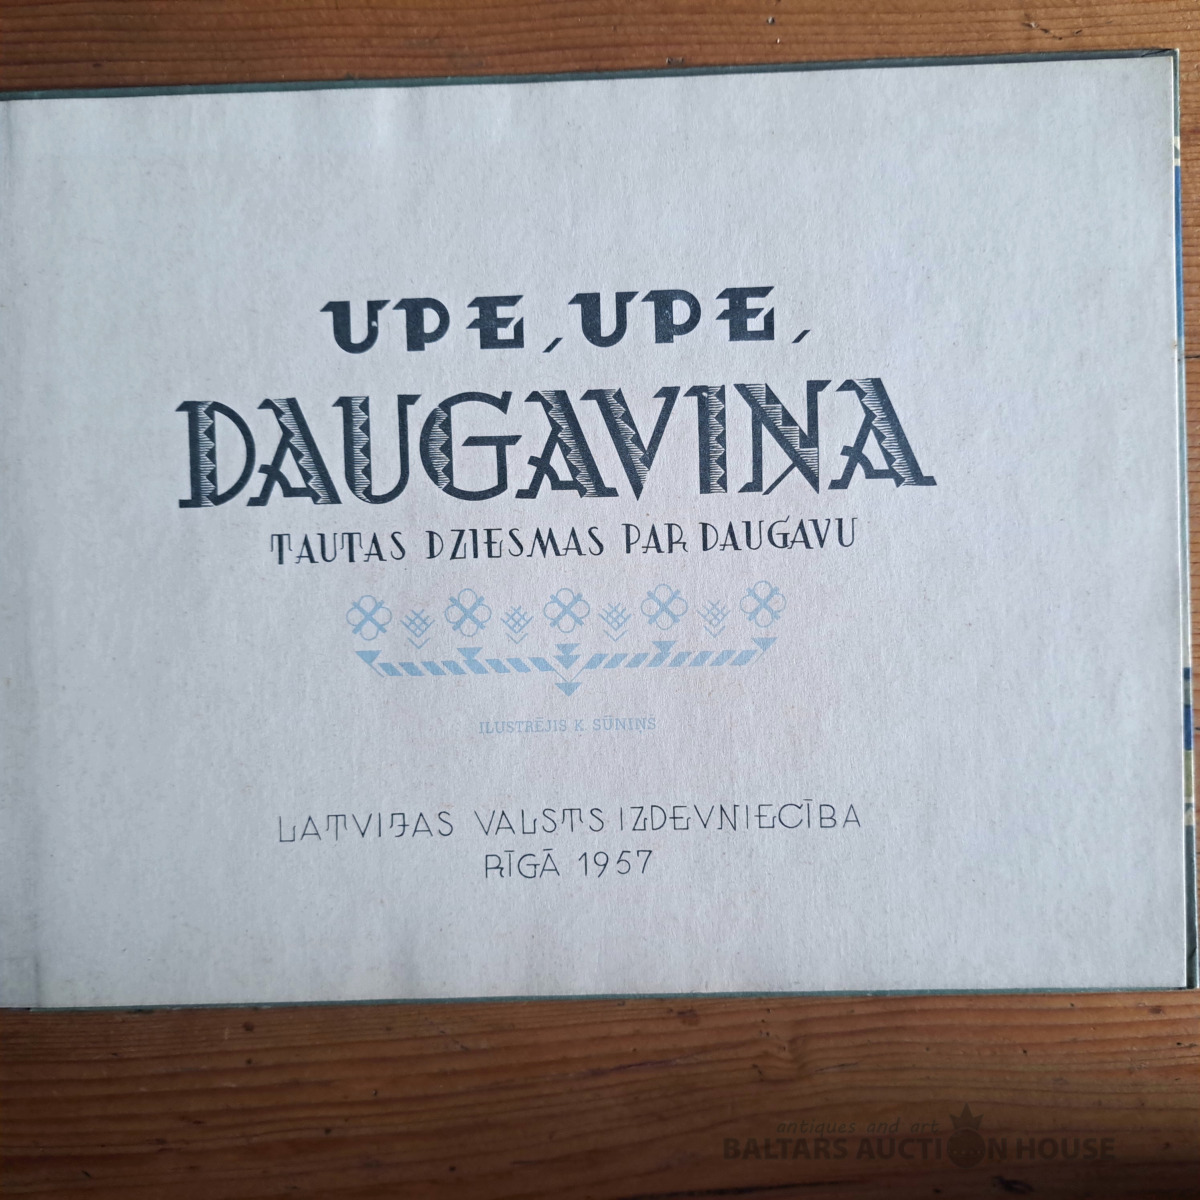 UPE, UPE,
DAUGAVIŅA
TAUTAS DZIESMAS PAR DAUGAVU
ILUSTRĒJIS K. SŪNIŅŠ
LATVIJAS VALSTS IZDEVNIECĪBA
RĪGĀ 1957
antiques and art
BALTARS AUCTION HOUSE